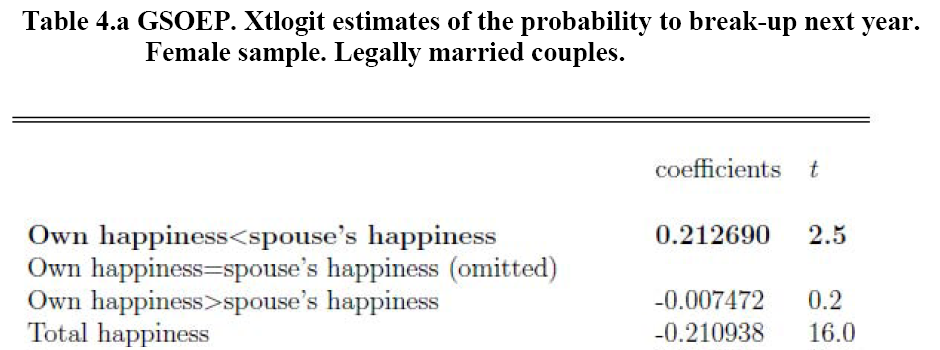 Table 4.a GSOEP. Xtlogit estimates of the probability to break-up next year.
Female sample. Legally married couples.
coefficients t
Own happiness<spouse's happiness 0.212690 2.5
Own happiness=spouse's happiness (omitted)
Own happiness>spouse's happiness -0.007472 0.2
Total happiness -0.210938 16.0